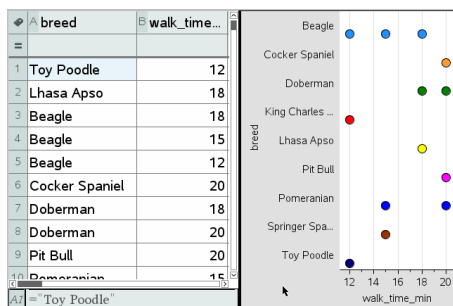 A breed B walk_time...
=
1 Toy Poodle 12
2 Lhasa Apso 18
3 Beagle 18
4 Beagle 15
5 Beagle 12
6 Cocker Spaniel 20
7 Doberman 18
8 Doberman 20
9 Pit Bull 20
10 Pomeranian 15
A1 ="Toy Poodle"
breed
Beagle
Cocker Spaniel
Doberman
King Charles ...
Lhasa Apso
Pit Bull
Pomeranian
Springer Spa...
Toy Poodle
12 14 16 18 20
walk_time_min